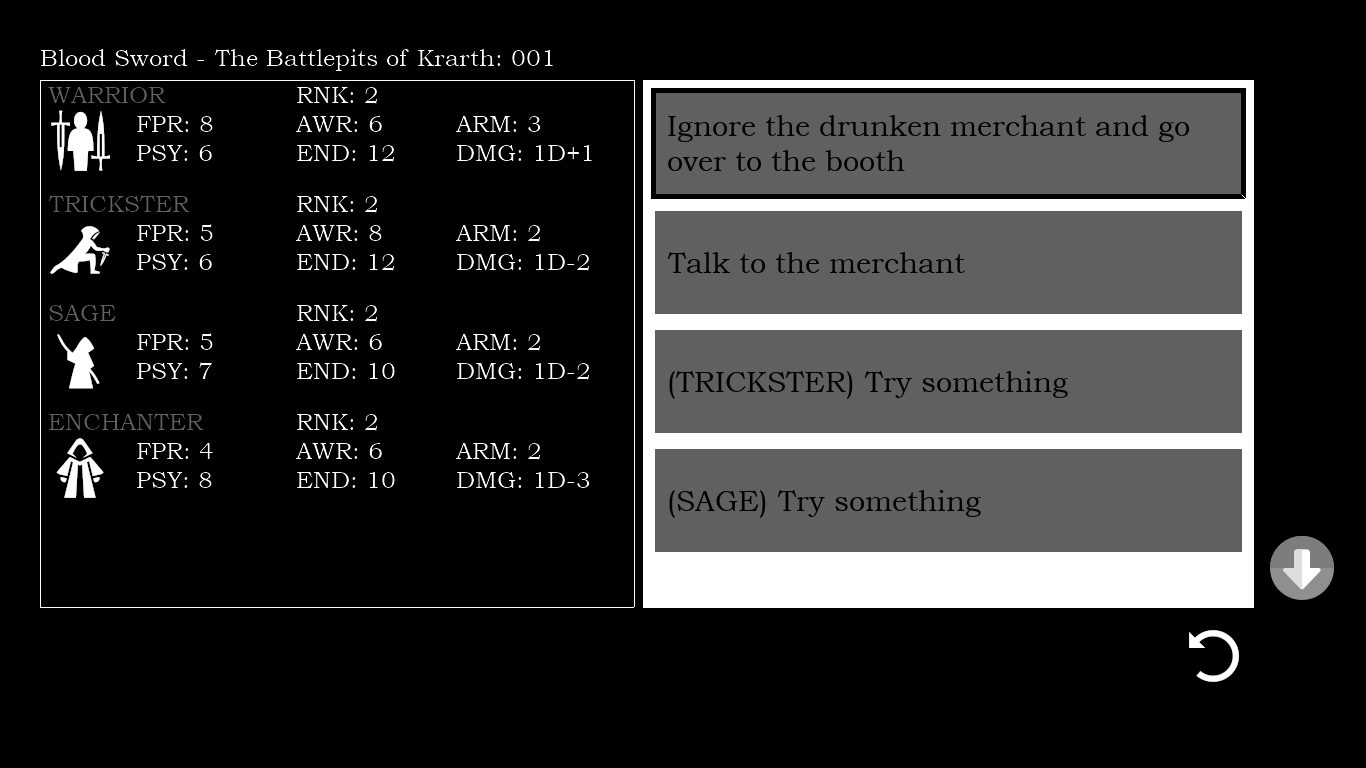 Blood Sword - The Battlepits of Krarth: 001
WARRIOR RNK: 2
FPR: 8 AWR: 6 ARM: 3
PSY: 6 END: 12 DMG: 1D+1
TRICKSTER RNK: 2
FPR: 5 AWR: 8 ARM: 2
PSY: 6 END: 12 DMG: 1D-2
SAGE RNK: 2
FPR: 5 AWR: 6 ARM: 2
PSY: 7 END: 10 DMG: 1D-2
ENCHANTER RNK: 2
FPR: 4 AWR: 6 ARM: 2
PSY: 8 END: 10 DMG: 1D-3
Ignore the drunken merchant and go
over to the booth
Talk to the merchant
(TRICKSTER) Try something
(SAGE) Try something